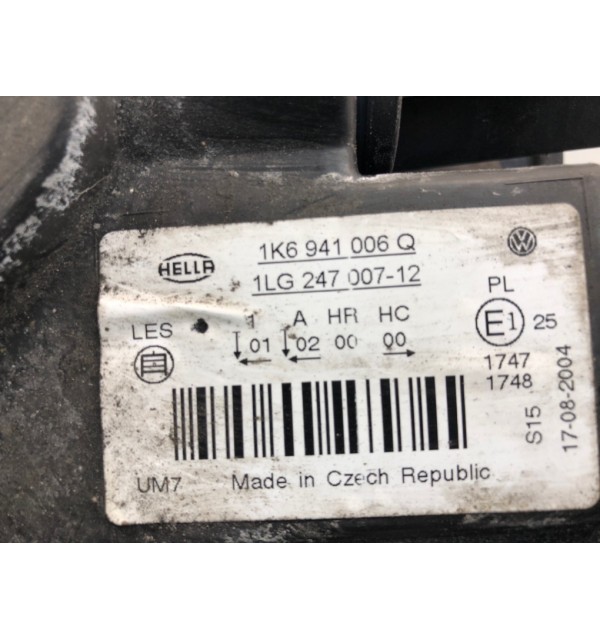 HELLA
1K6 941 006 Q
1LG 247 007-12
LES
1 A HR HC
01 02 00 00
PL
E1 25
1747
1748
S15
17-08-2004
UM7
Made in Czech Republic